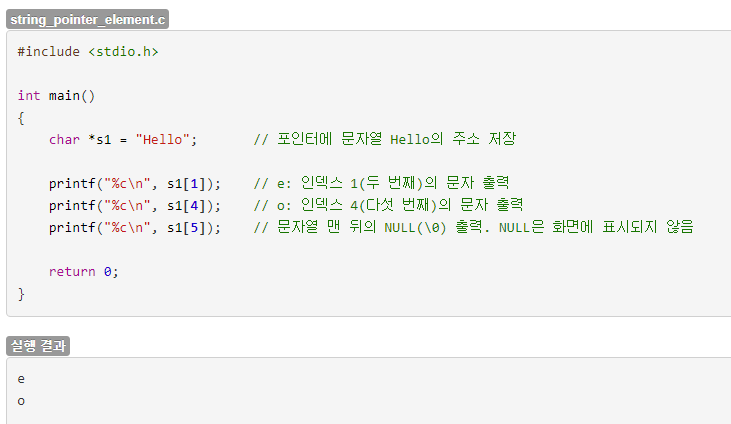 string_pointer_element.c
#include <stdio.h>
int main()
{
char *s1 = "Hello"; // 포인터에 문자열 Hello의 주소 저장
printf("%c\n", s1[1]); // e: 인덱스 1(두 번째)의 문자 출력
printf("%c\n", s1[4]); // o: 인덱스 4(다섯 번째)의 문자 출력
printf("%c\n", s1[5]); // 문자열 맨 뒤의 NULL(\0) 출력. NULL은 화면에 표시되지 않음
return 0;
}
실행 결과
e
o